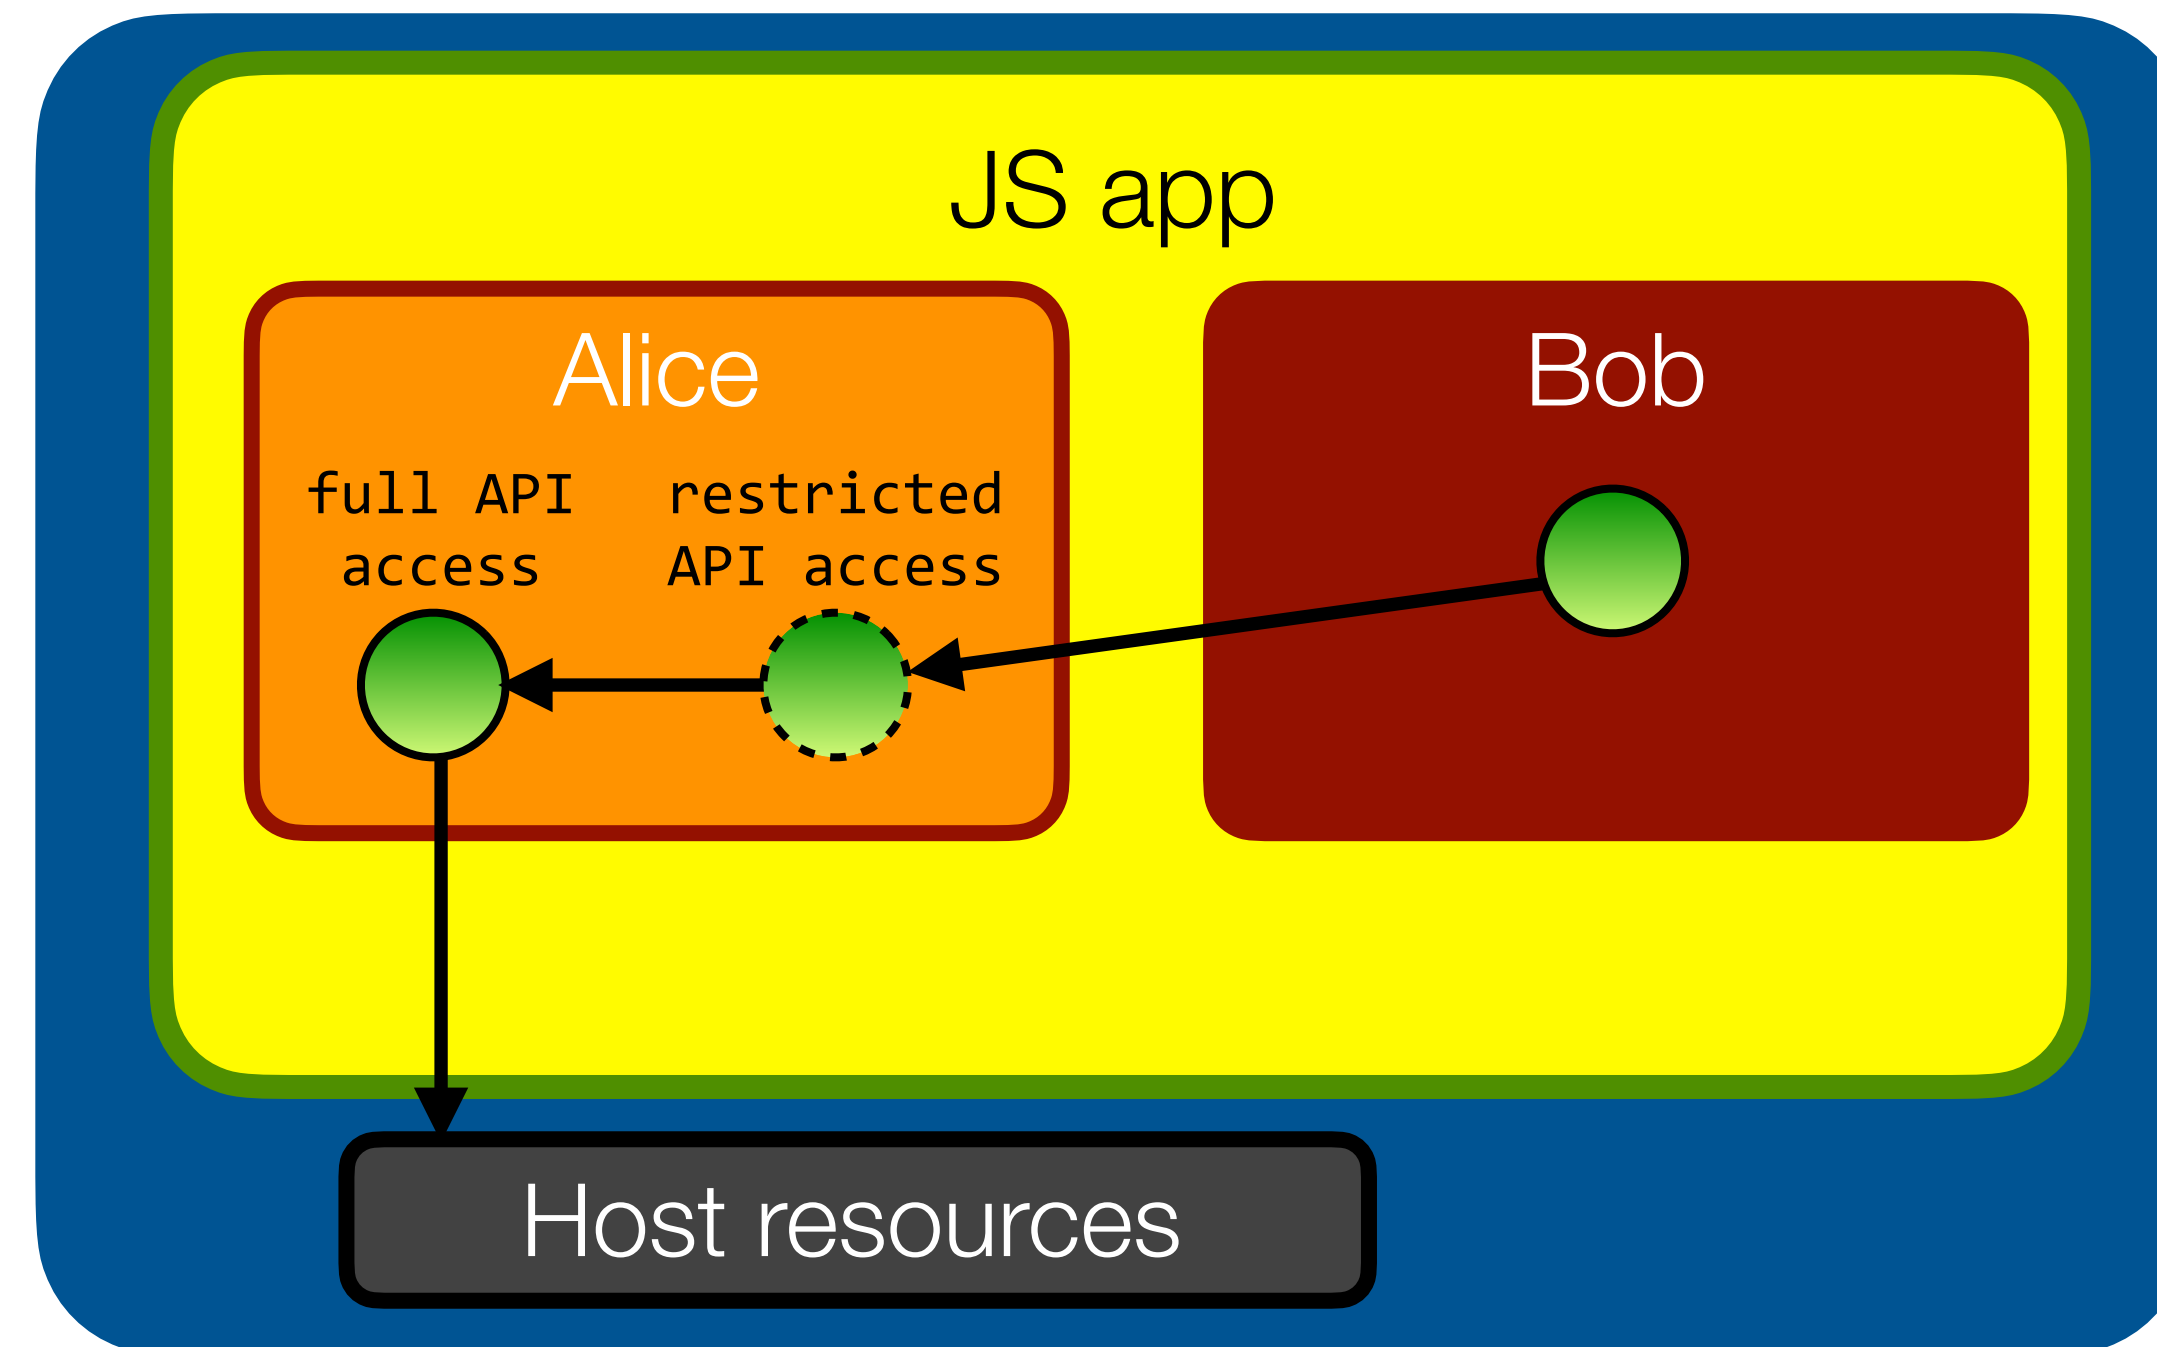 JS app
Alice
Bob
full API
access
restricted
API access
Host resources